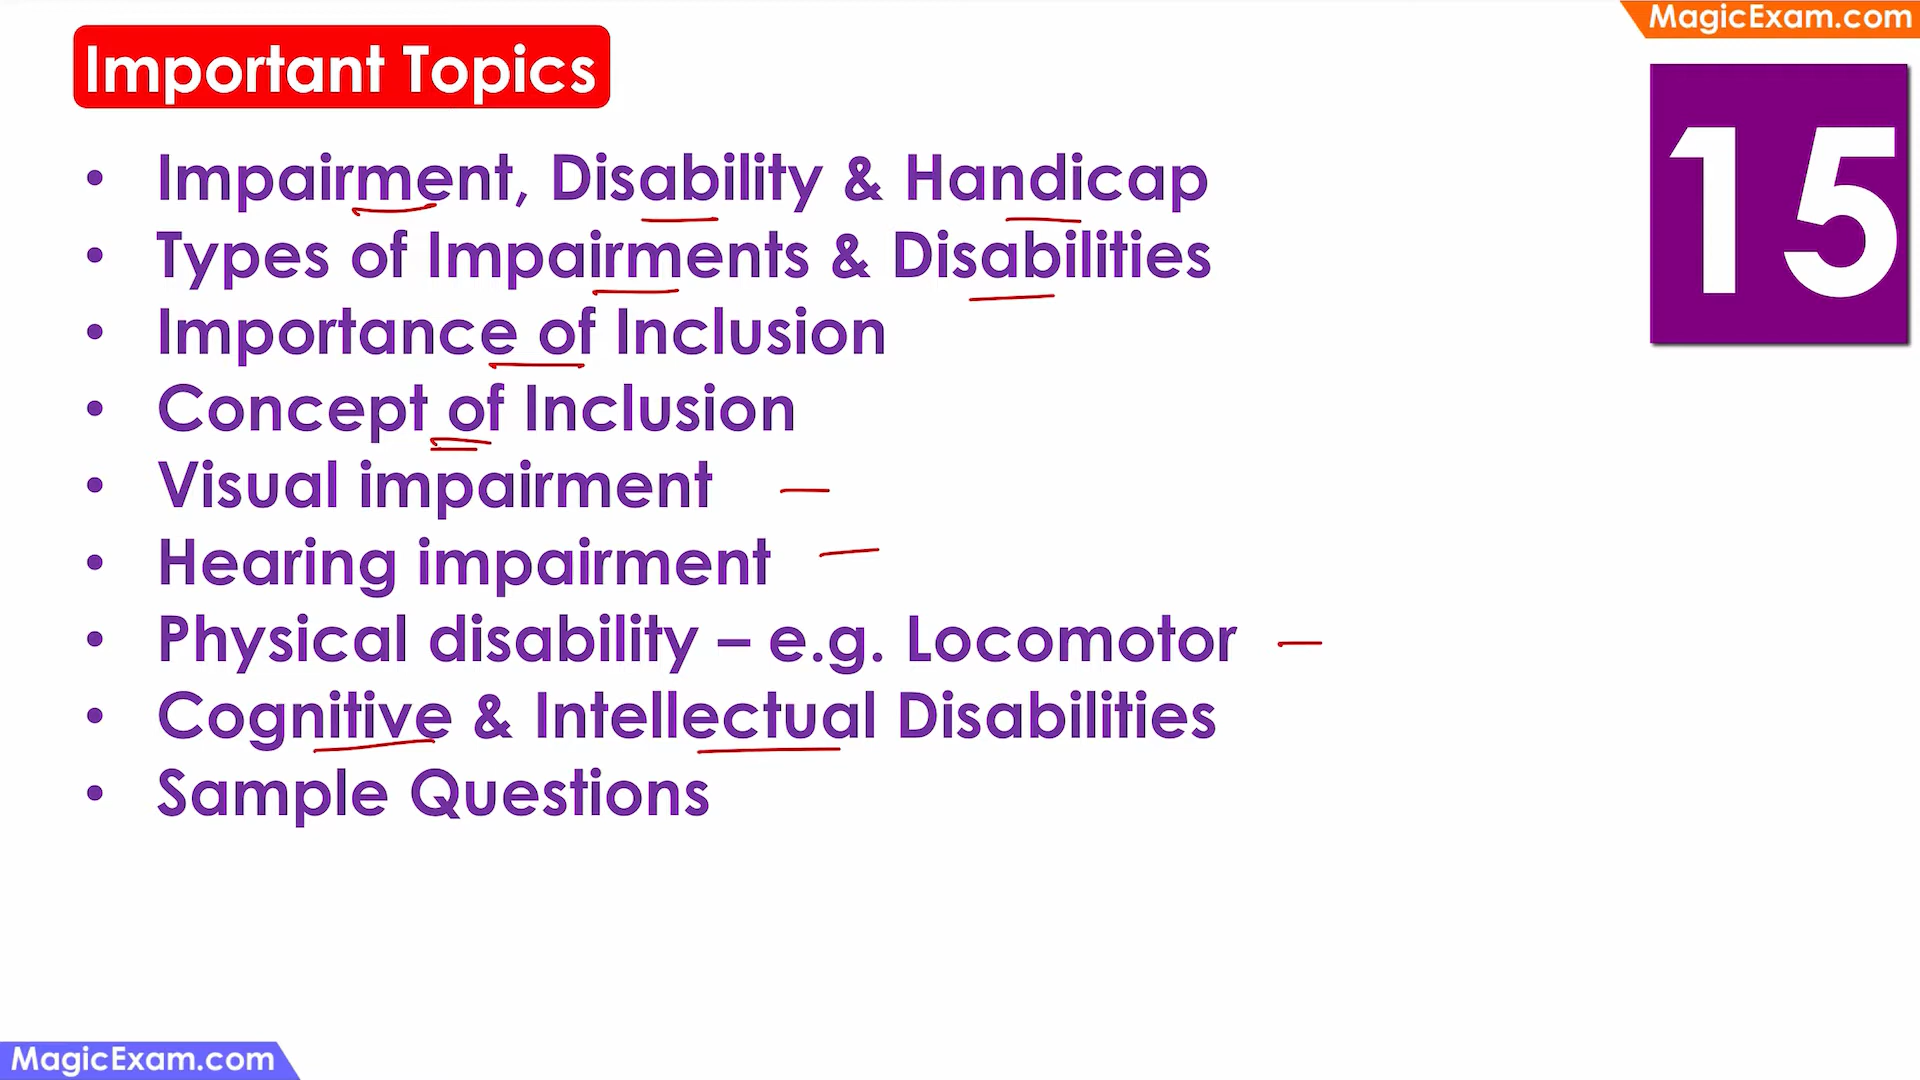 MagicExam.com
Important Topics
15
• Impairment, Disability & Handicap
• Types of Impairments & Disabilities
• Importance of Inclusion
• Concept of Inclusion
• Visual impairment
• Hearing impairment
• Physical disability – e.g. Locomotor
• Cognitive & Intellectual Disabilities
• Sample Questions
MagicExam.com